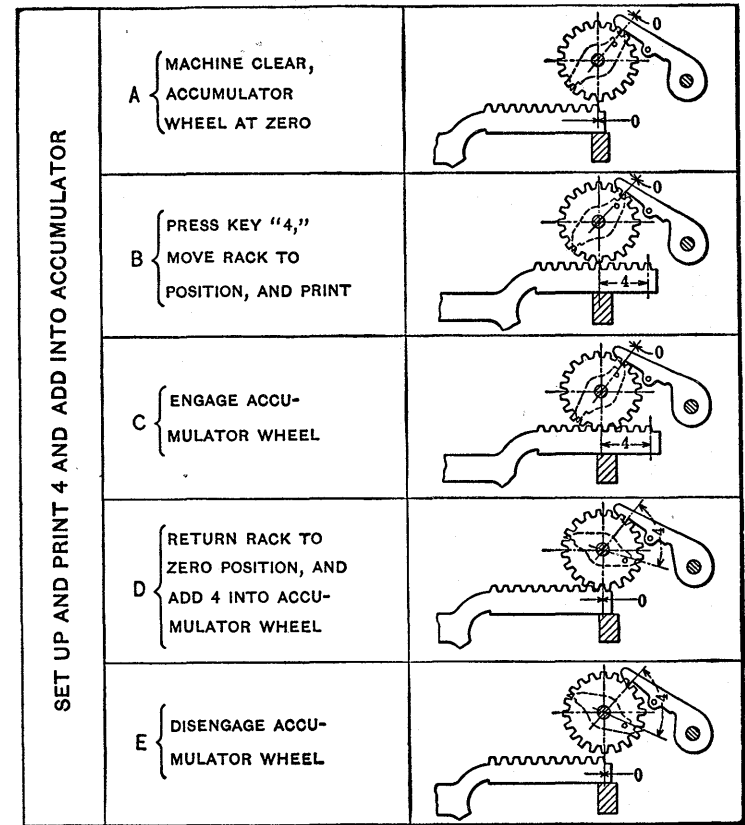 SET UP AND PRINT 4 AND ADD INTO ACCUMULATOR
A
MACHINE CLEAR,
ACCUMULATOR
WHEEL AT ZERO
0
0
B
PRESS KEY "4,"
MOVE RACK TO
POSITION, AND PRINT
0
4
C
ENGAGE ACCU-
MULATOR WHEEL
0
4
D
RETURN RACK TO
ZERO POSITION, AND
ADD 4 INTO ACCU-
MULATOR WHEEL
4
0
E
DISENGAGE ACCU-
MULATOR WHEEL
4
0